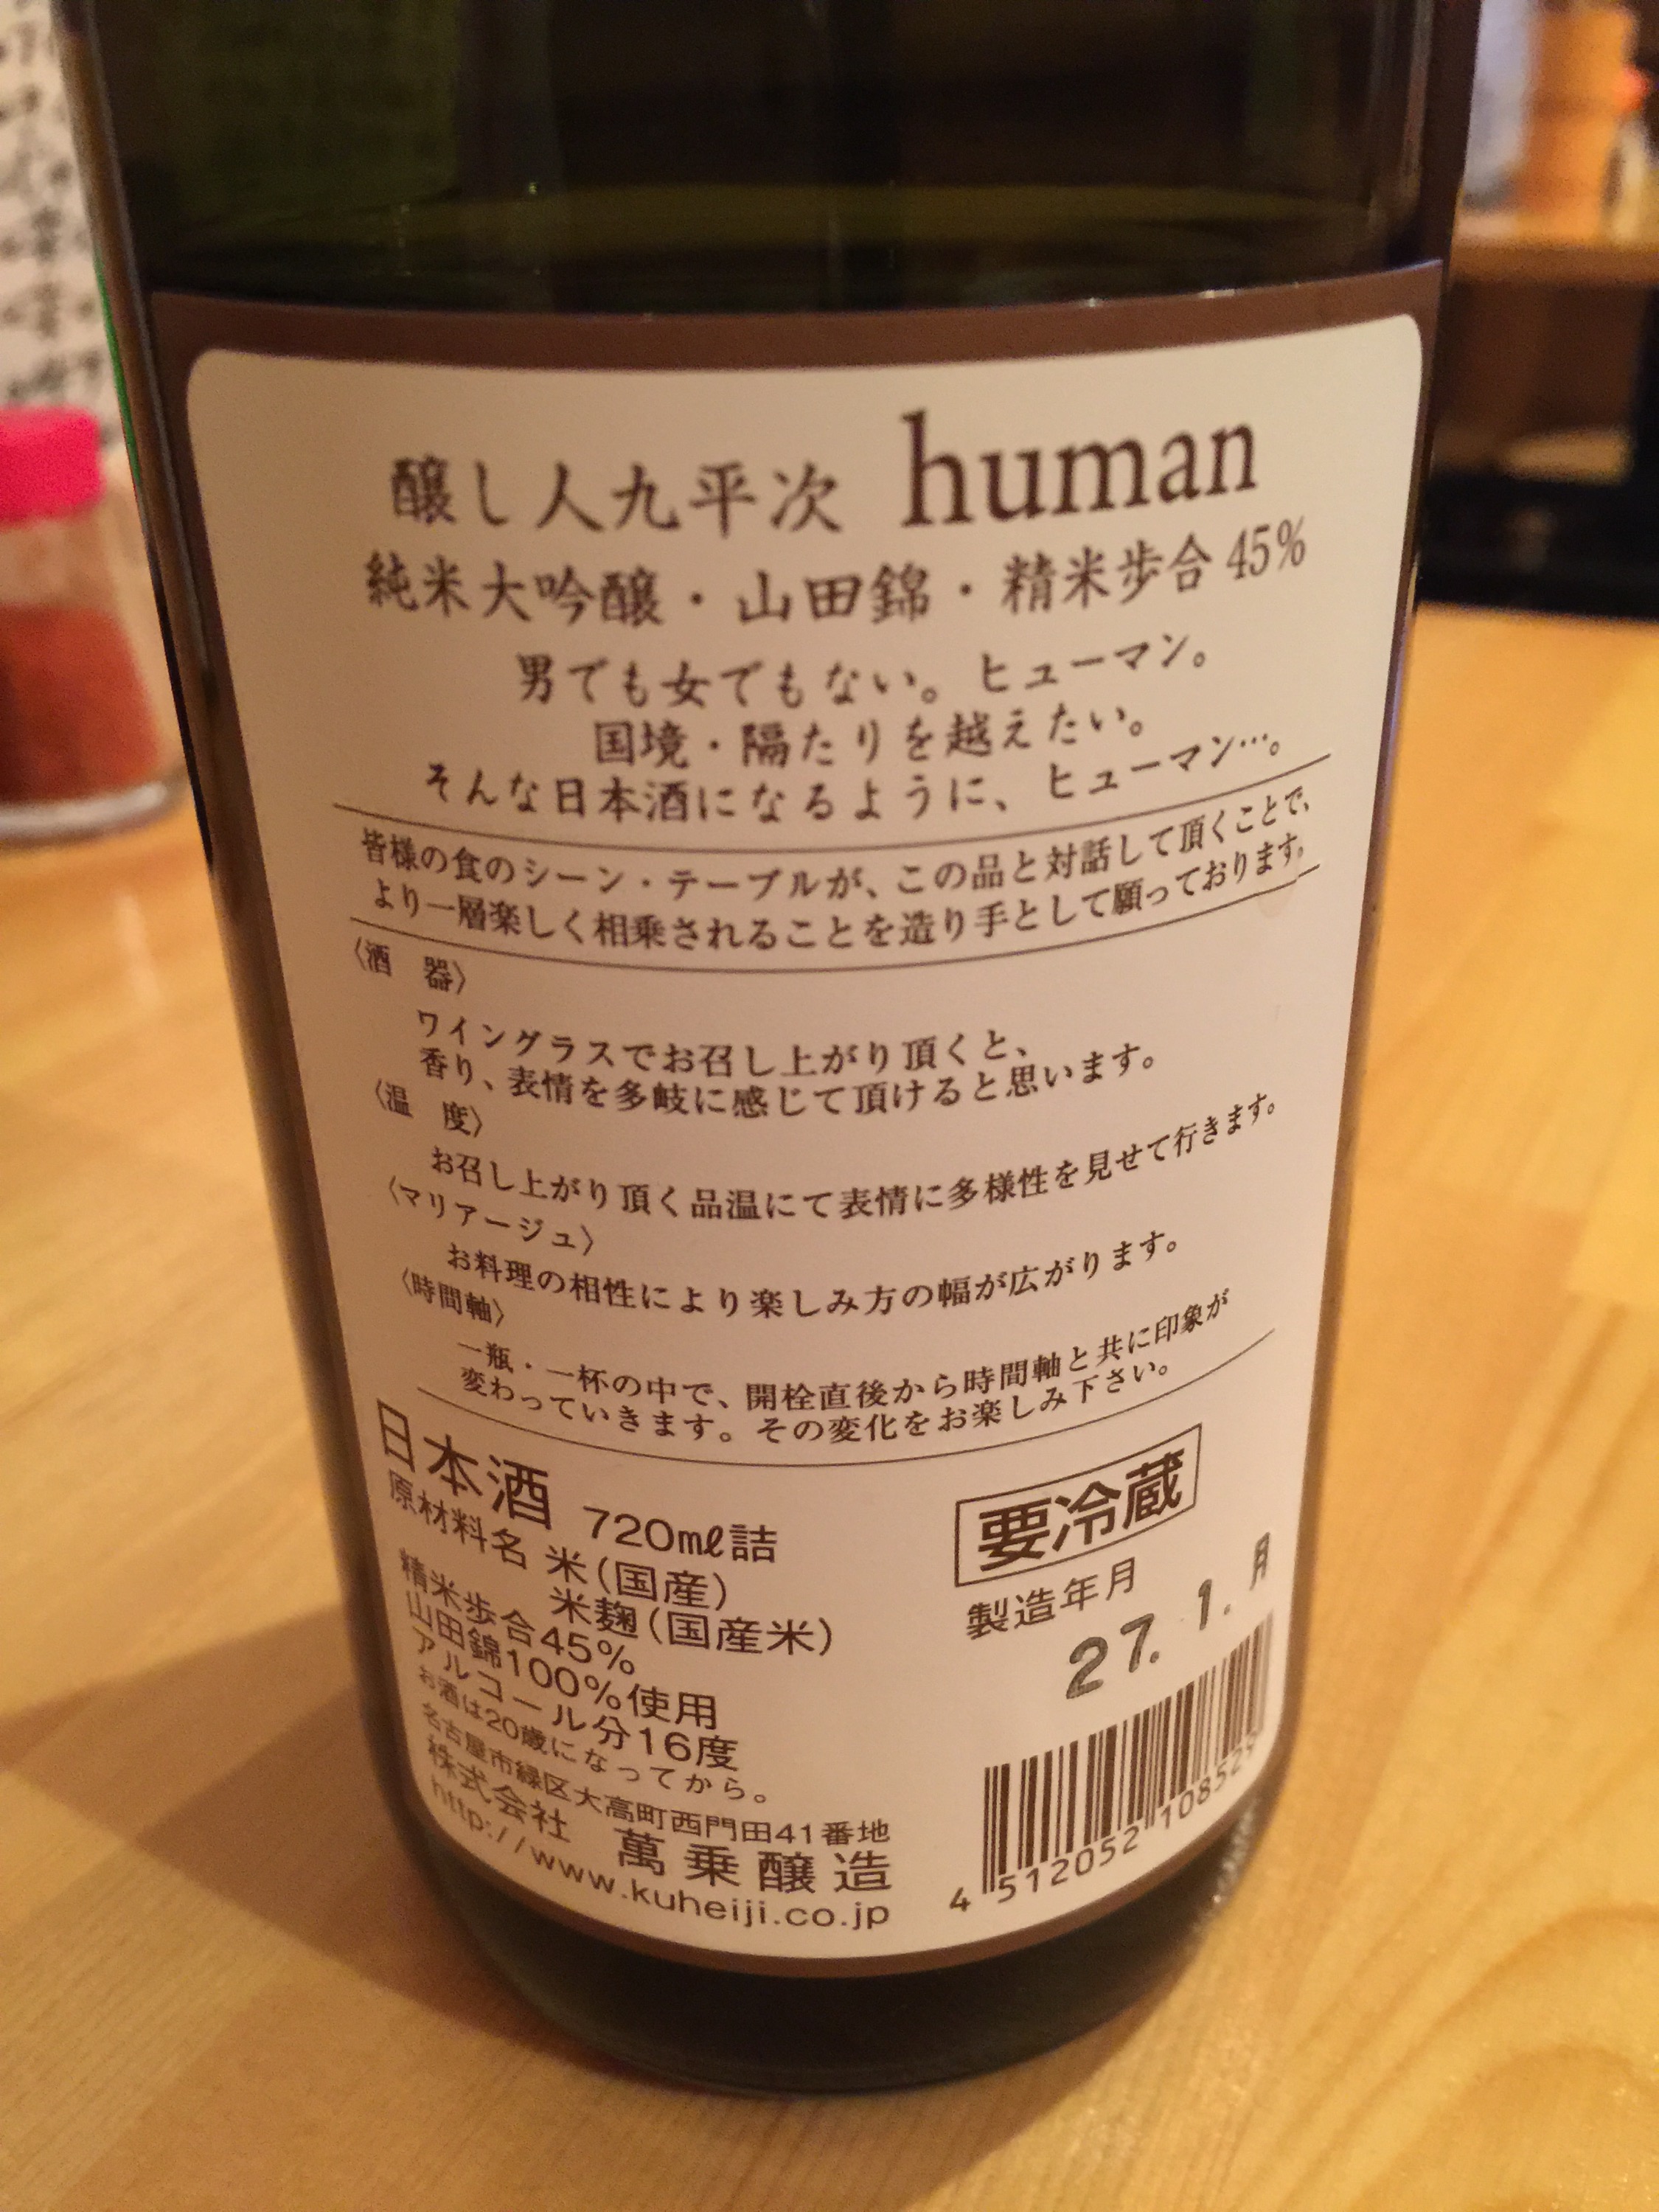 醸し人九平次 human
純米大吟醸・山田錦・精米歩合45%
男でも女でもない。ヒューマン。
国境・隔たりを越えたい。
そんな日本酒になるように、ヒューマン…。
皆様の食のシーン・テーブルが、この品と対話して頂くことで、
より一層楽しく相乗されることを造り手として願っております。
〈酒 器〉
ワイングラスでお召し上がり頂くと、
香り、表情を多岐に感じて頂けると思います。
〈温 度〉
お召し上がり頂く品温にて表情に多様性を見せて行きます。
〈マリアージュ〉
お料理の相性により楽しみ方の幅が広がります。
〈時間軸〉
一瓶・一杯の中で、開栓直後から時間軸と共に印象が
変わっていきます。その変化をお楽しみ下さい。
日本酒 720ml詰
原材料名 米(国産)
米麹(国産米)
精米歩合45%
山田錦100%使用
アルコール分16度
お酒は20歳になってから。
名古屋市緑区大高町西門田41番地
株式会社 萬乗醸造
http://www.kuheiji.co.jp
要冷蔵
製造年月
27. 1. 月
4 512052 108529